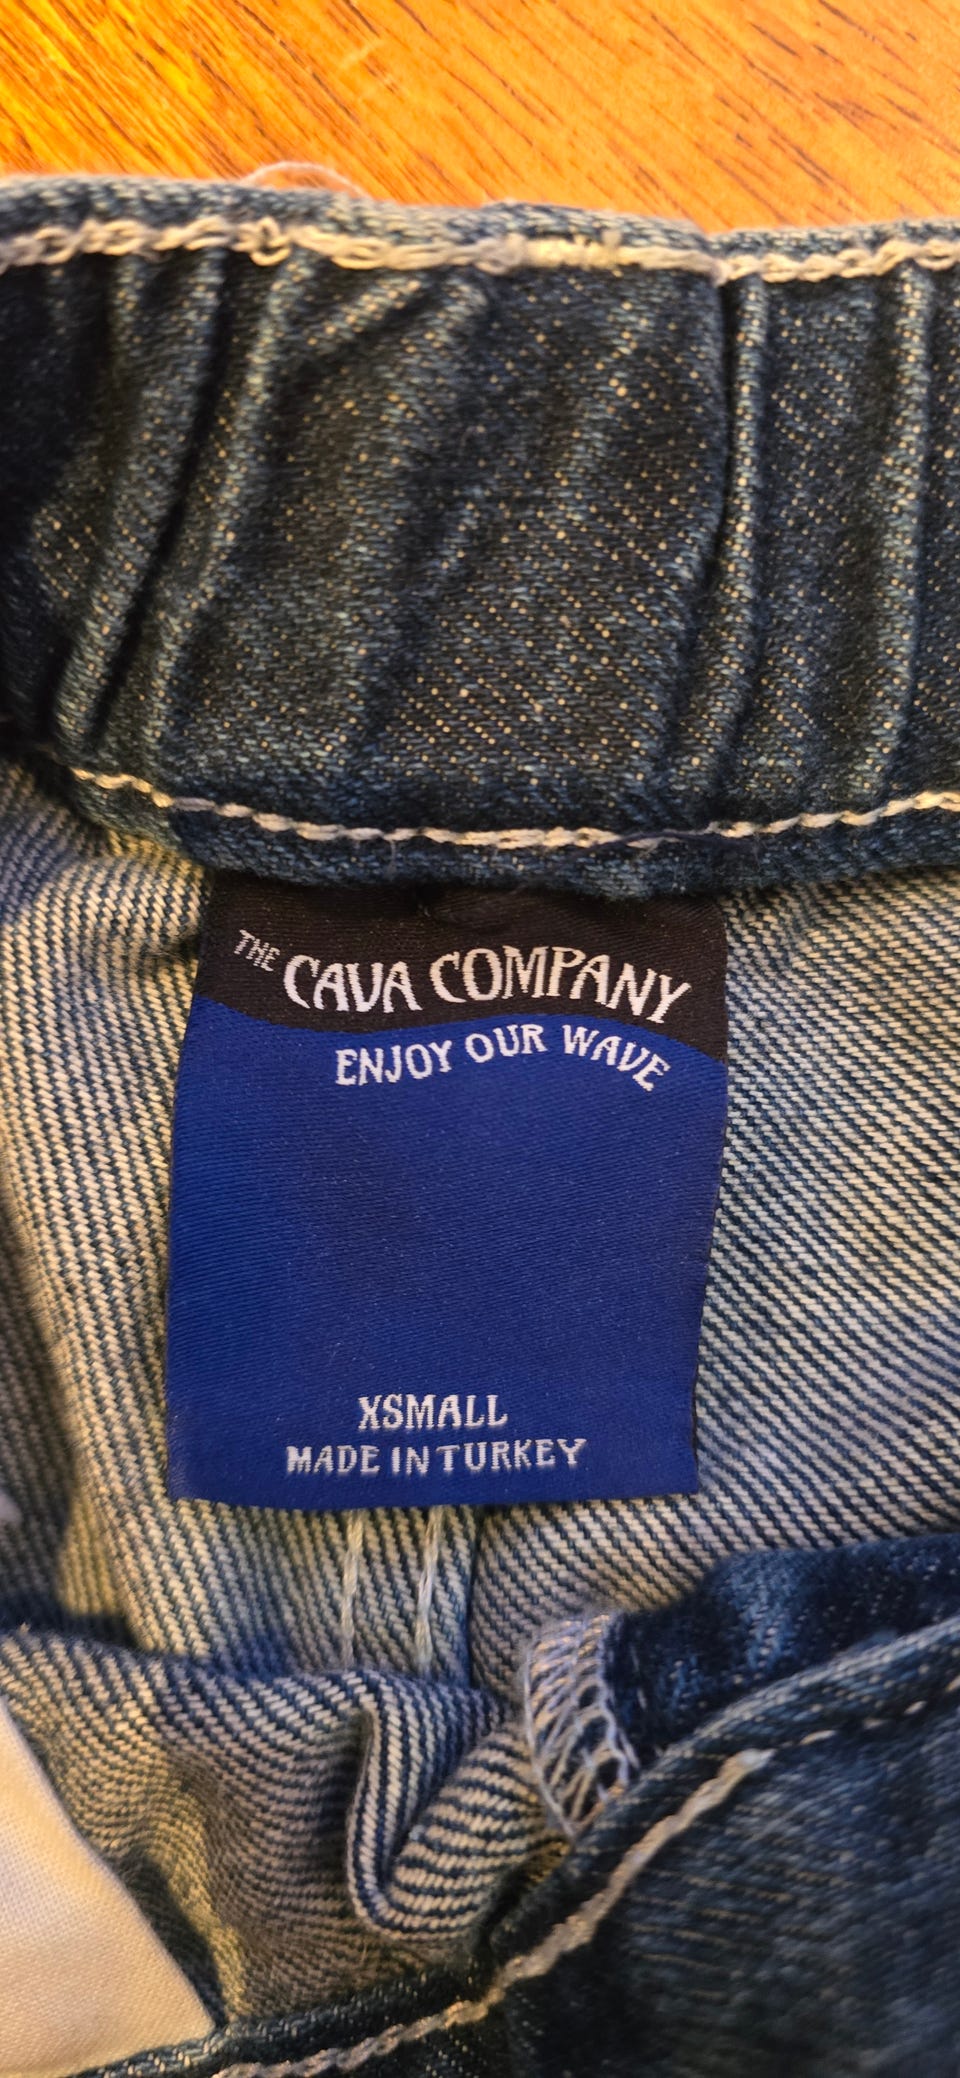 THE CAVA COMPANY
ENJOY OUR WAVE
XSMALL
MADE IN TURKEY